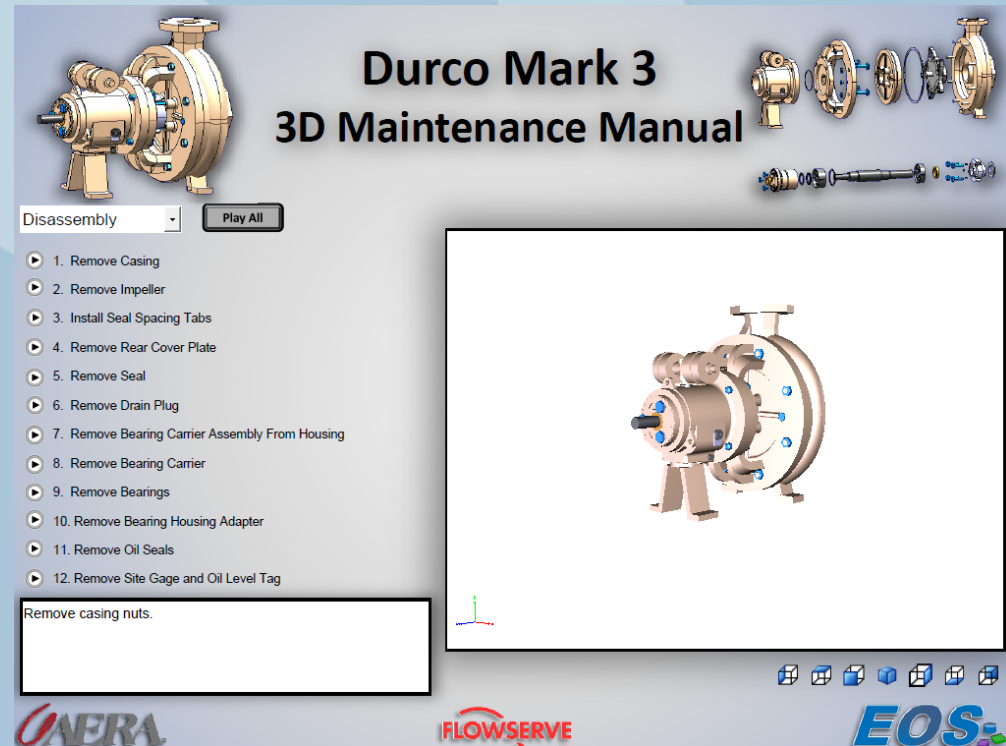 Durco Mark 3
3D Maintenance Manual
Disassembly
Play All
1. Remove Casing
2. Remove Impeller
3. Install Seal Spacing Tabs
4. Remove Rear Cover Plate
5. Remove Seal
6. Remove Drain Plug
7. Remove Bearing Carrier Assembly From Housing
8. Remove Bearing Carrier
9. Remove Bearings
10. Remove Bearing Housing Adapter
11. Remove Oil Seals
12. Remove Site Gage and Oil Level Tag
Remove casing nuts.
AERA
FLOWSERVE
EOS